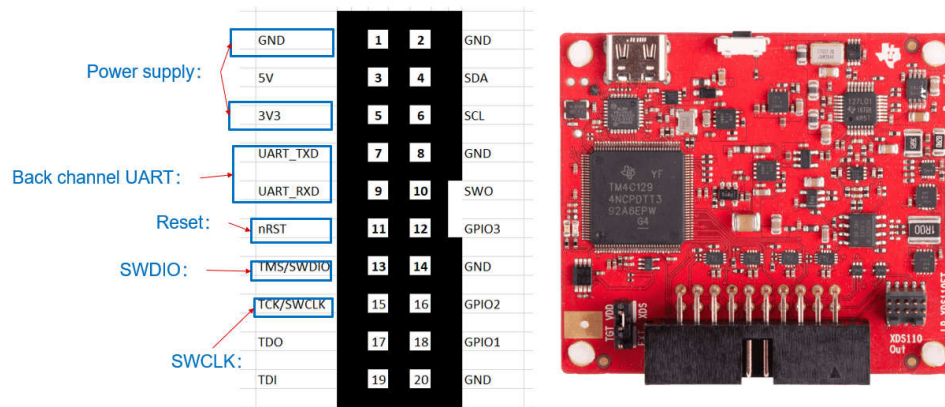 Power supply:
GND 1 2 GND
5V 3 4 SDA
3V3 5 6 SCL
UART_TXD 7 8 GND
Back channel UART:
UART_RXD 9 10 SWO
Reset:
nRST 11 12 GPIO3
SWDIO:
TMS/SWDIO 13 14 GND
TCK/SWCLK 15 16 GPIO2
TDO 17 18 GPIO1
SWCLK:
TDI 19 20 GND
YF
TM4C129
4NCPDTT3
92A6EPW
G4
1R00
TGT VDD
XDS
XDS110
Out